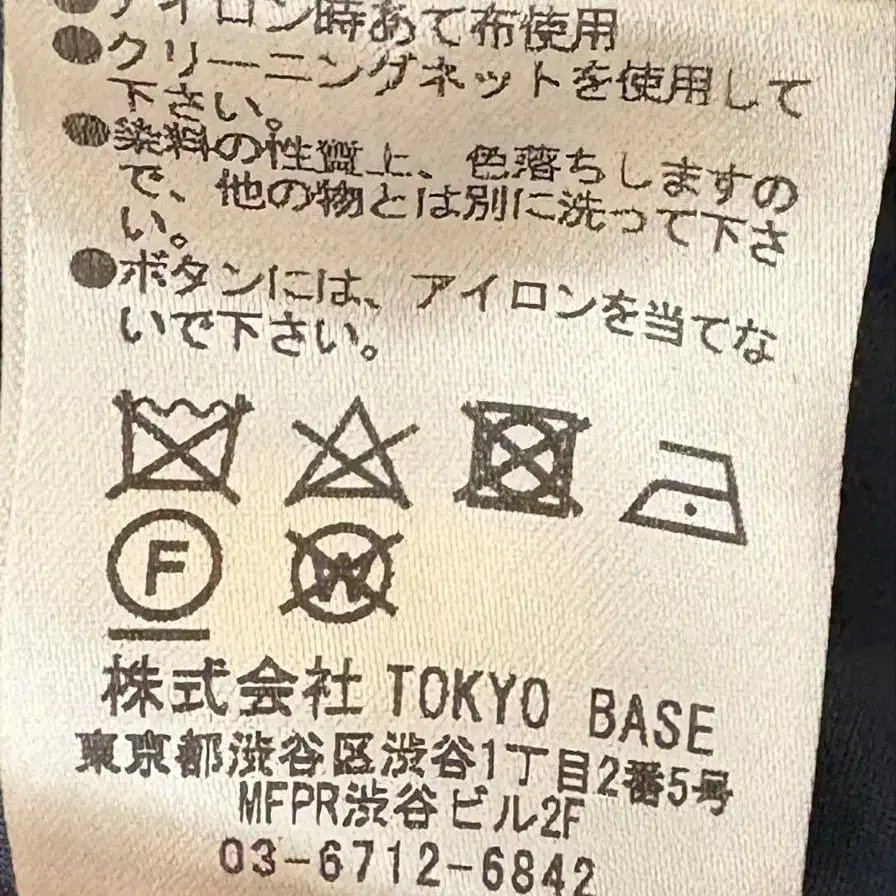 ●アイロン時あて布使用
●クリーニングネットを使用して
下さい。
●染料の性質上、色落ちしますの
で、他の物とは別に洗って下さ
い。
●ボタンには、アイロンを当てな
いで下さい。
F W
株式会社 TOKYO BASE
東京都渋谷区渋谷1丁目2番5号
MFPR渋谷ビル2F
03-6712-6842